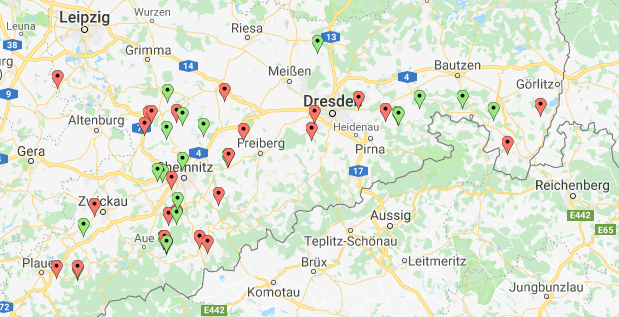 Leipzig
Wurzen
Leuna
Riesa
13
38
Grimma
14
Meißen
4
Bautzen
Görlitz
9
Altenburg
Dresden
Heidenau
Freiberg
Pirna
Gera
4
17
Reichenberg
Zwickau
E442
Aussig
E65
Aue
Teplitz-Schönau
Plauen
Brüx
Leitmeritz
Komotau
Jungbunzlau
72
E442